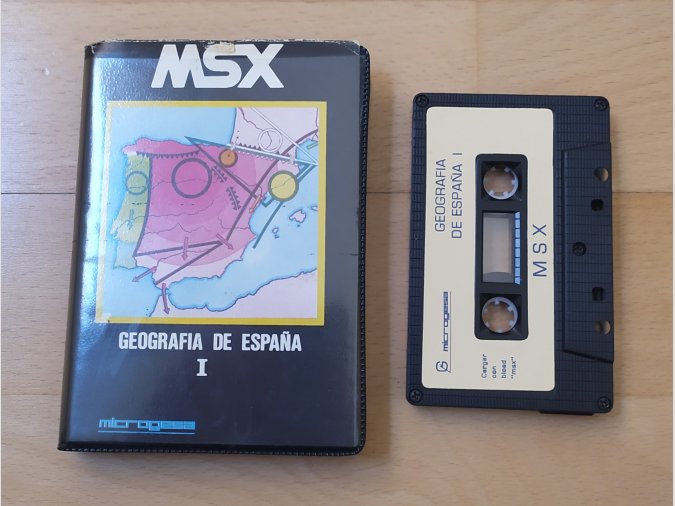 MSX
GEOGRAFIA DE ESPAÑA
I
microgesa
GEOGRAFIA
DE ESPAÑA I
MSX
microgesa
Cargar
con
bload
"msx"